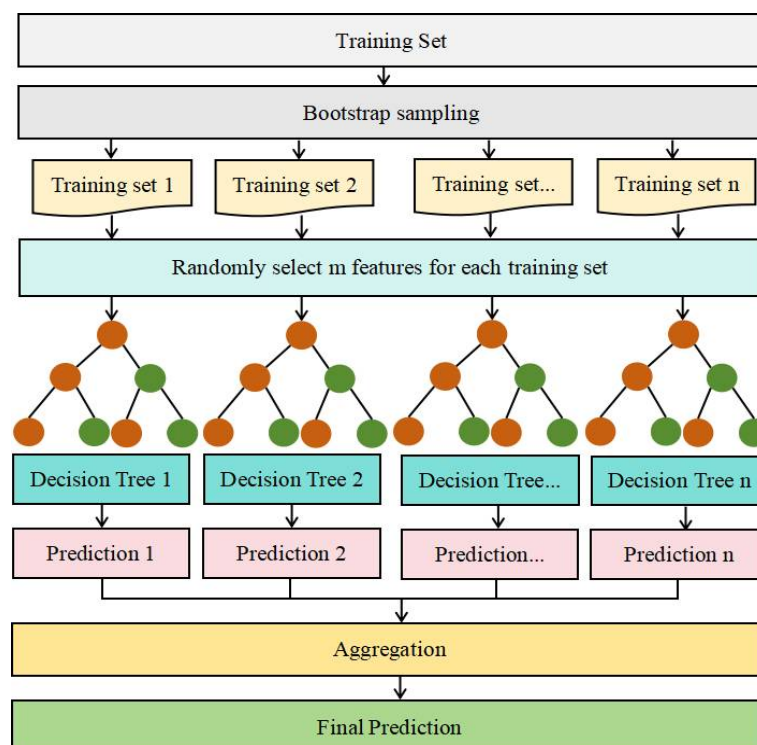 Training Set
Bootstrap sampling
Training set 1
Training set 2
Training set...
Training set n
Randomly select m features for each training set
Decision Tree 1
Decision Tree 2
Decision Tree...
Decision Tree n
Prediction 1
Prediction 2
Prediction...
Prediction n
Aggregation
Final Prediction